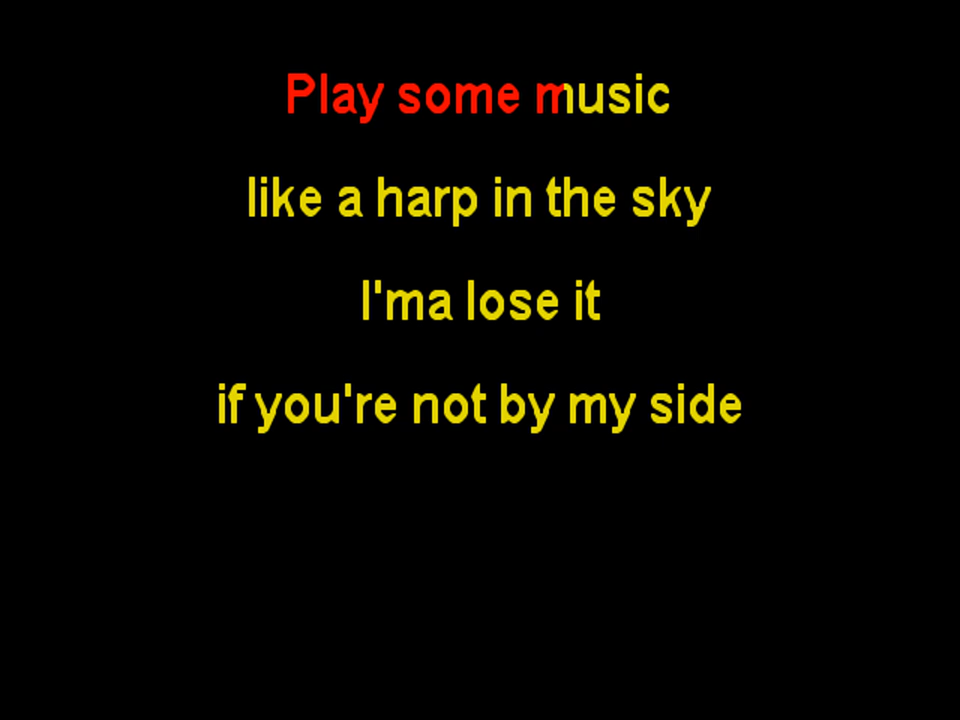 Play some music
like a harp in the sky
I'ma lose it
if you're not by my side